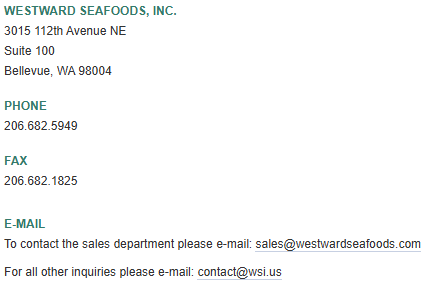 WESTWARD SEAFOODS, INC.
3015 112th Avenue NE
Suite 100
Bellevue, WA 98004
PHONE
206.682.5949
FAX
206.682.1825
E-MAIL
To contact the sales department please e-mail: sales@westwardseafoods.com
For all other inquiries please e-mail: contact@wsi.us